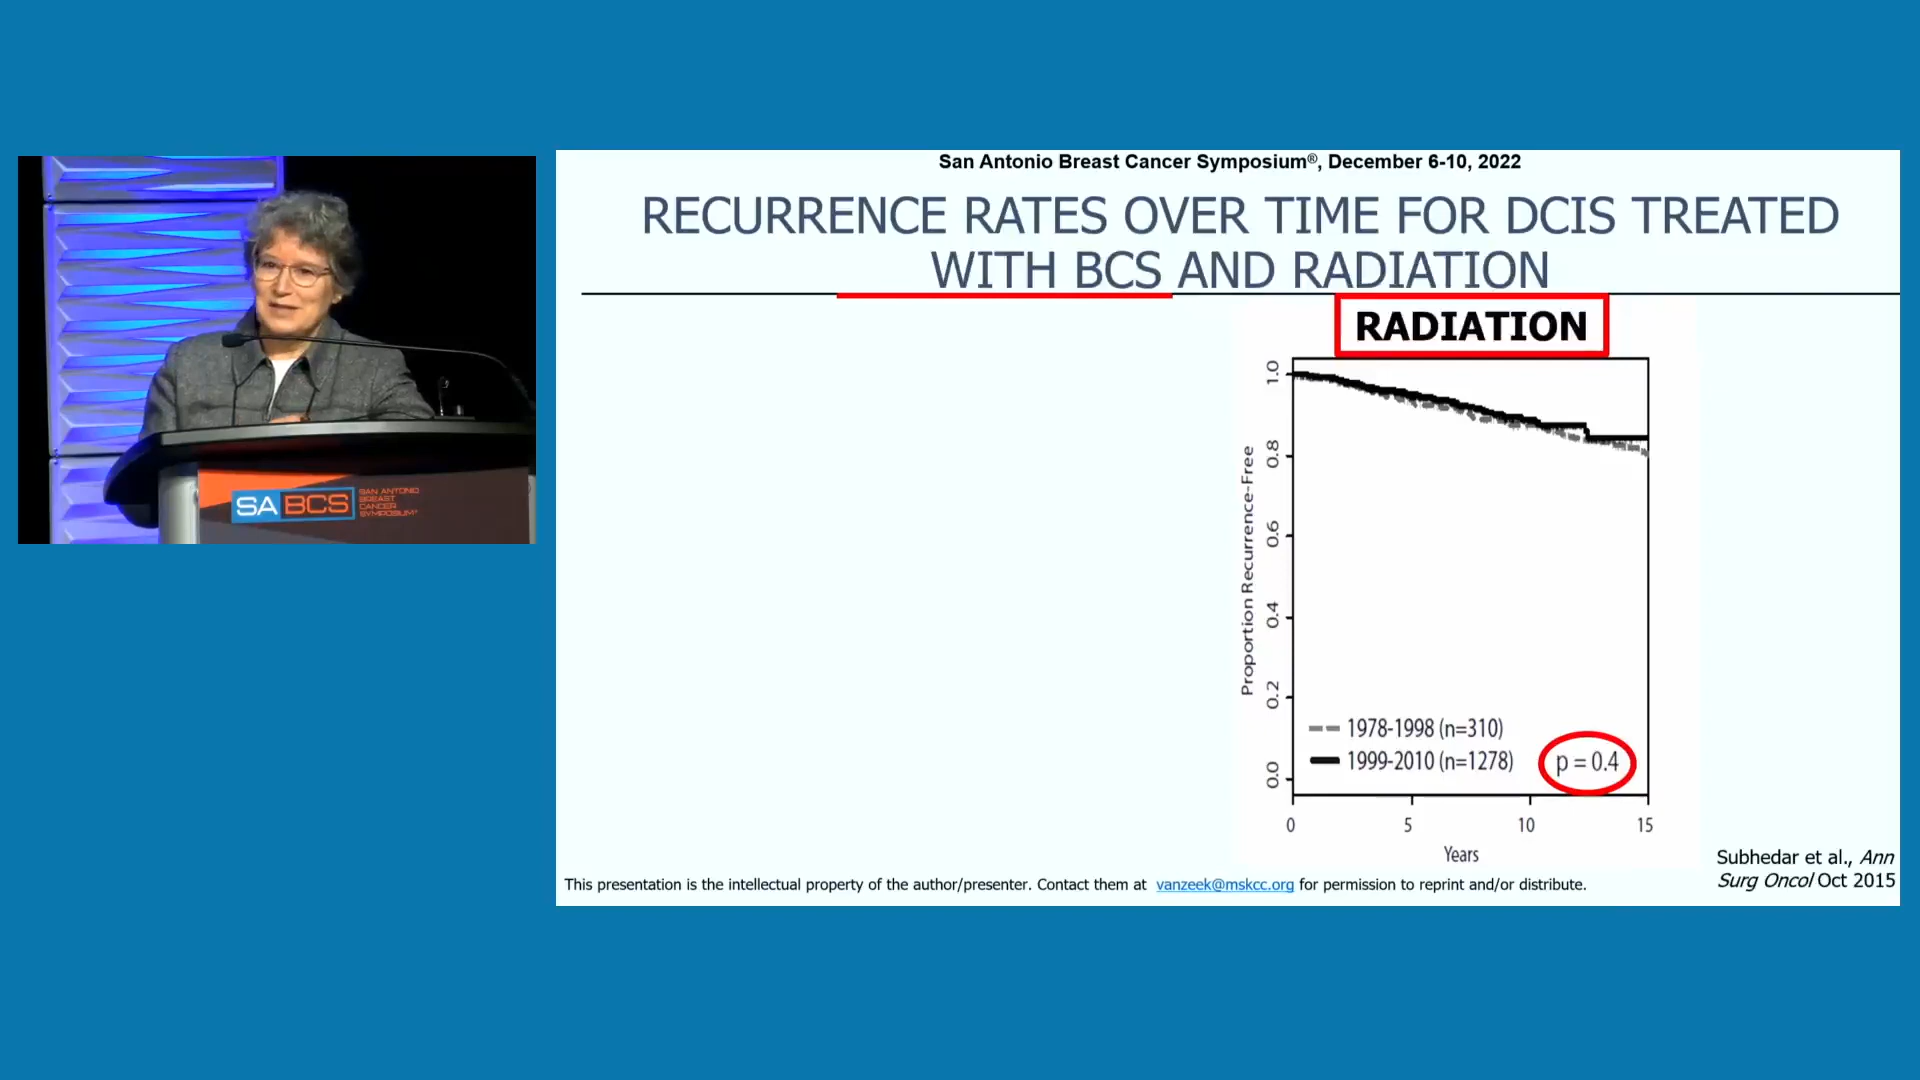 San Antonio Breast Cancer Symposium®, December 6-10, 2022
RECURRENCE RATES OVER TIME FOR DCIS TREATED
WITH BCS AND RADIATION
RADIATION
Proportion Recurrence-Free
1.0
0.8
0.6
0.4
0.2
0.0
1978-1998 (n=310)
1999-2010 (n=1278)
p = 0.4
0 5 10 15
Years
Subhedar et al., Ann
Surg Oncol Oct 2015
This presentation is the intellectual property of the author/presenter. Contact them at vanzeek@mskcc.org for permission to reprint and/or distribute.
SABCS
SAN ANTONIO
BREAST
CANCER
SYMPOSIUM®